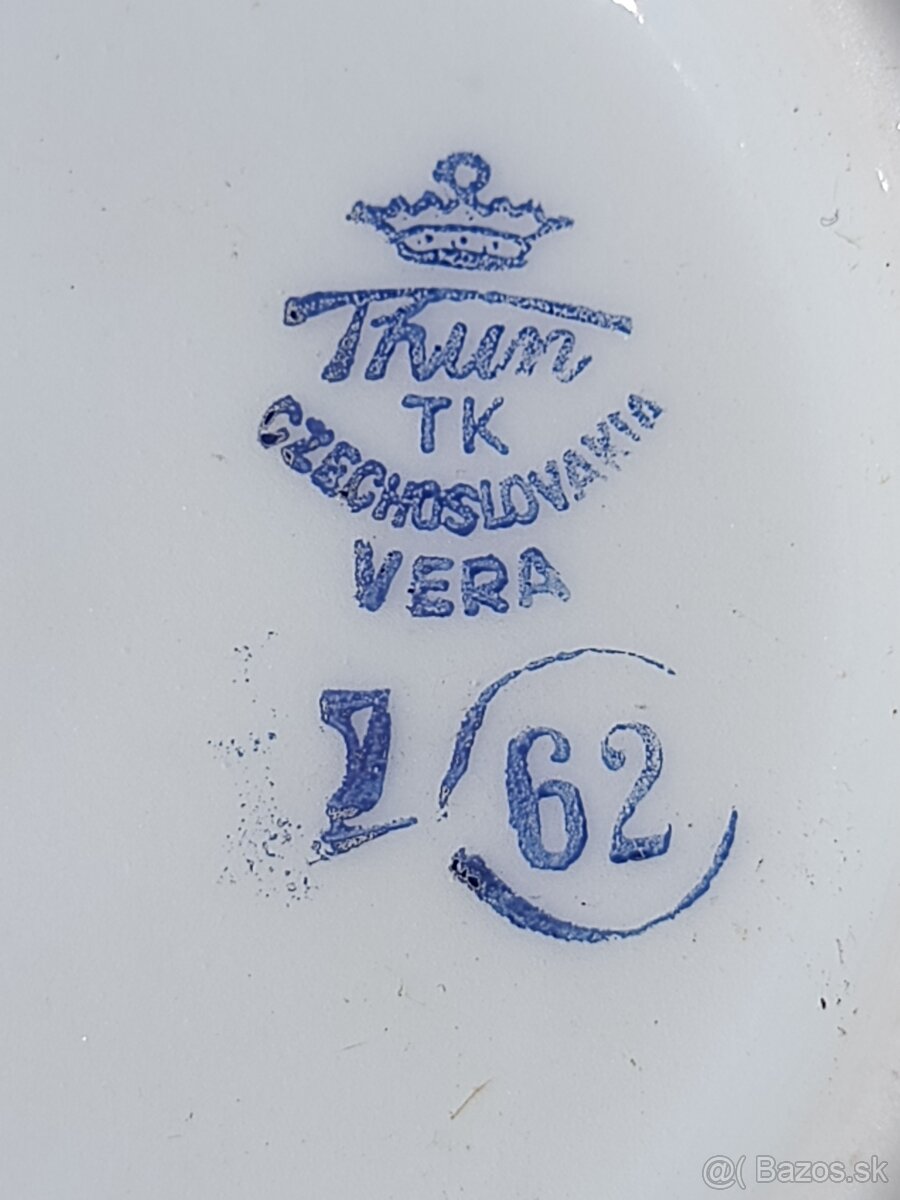 Thun
TK
CZECHOSLOVAKIA
VERA
62
@( Bazos.sk